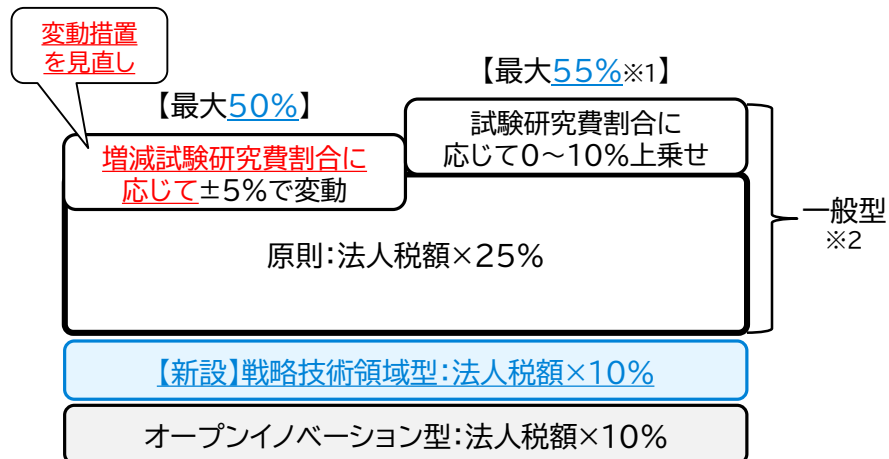 変動措置
を見直し
【最大50%】
【最大55%※1】
増減試験研究費割合に
応じて±5%で変動
試験研究費割合に
応じて0～10%上乗せ
原則:法人税額×25%
一般型
※2
【新設】戦略技術領域型:法人税額×10%
オープンイノベーション型:法人税額×10%